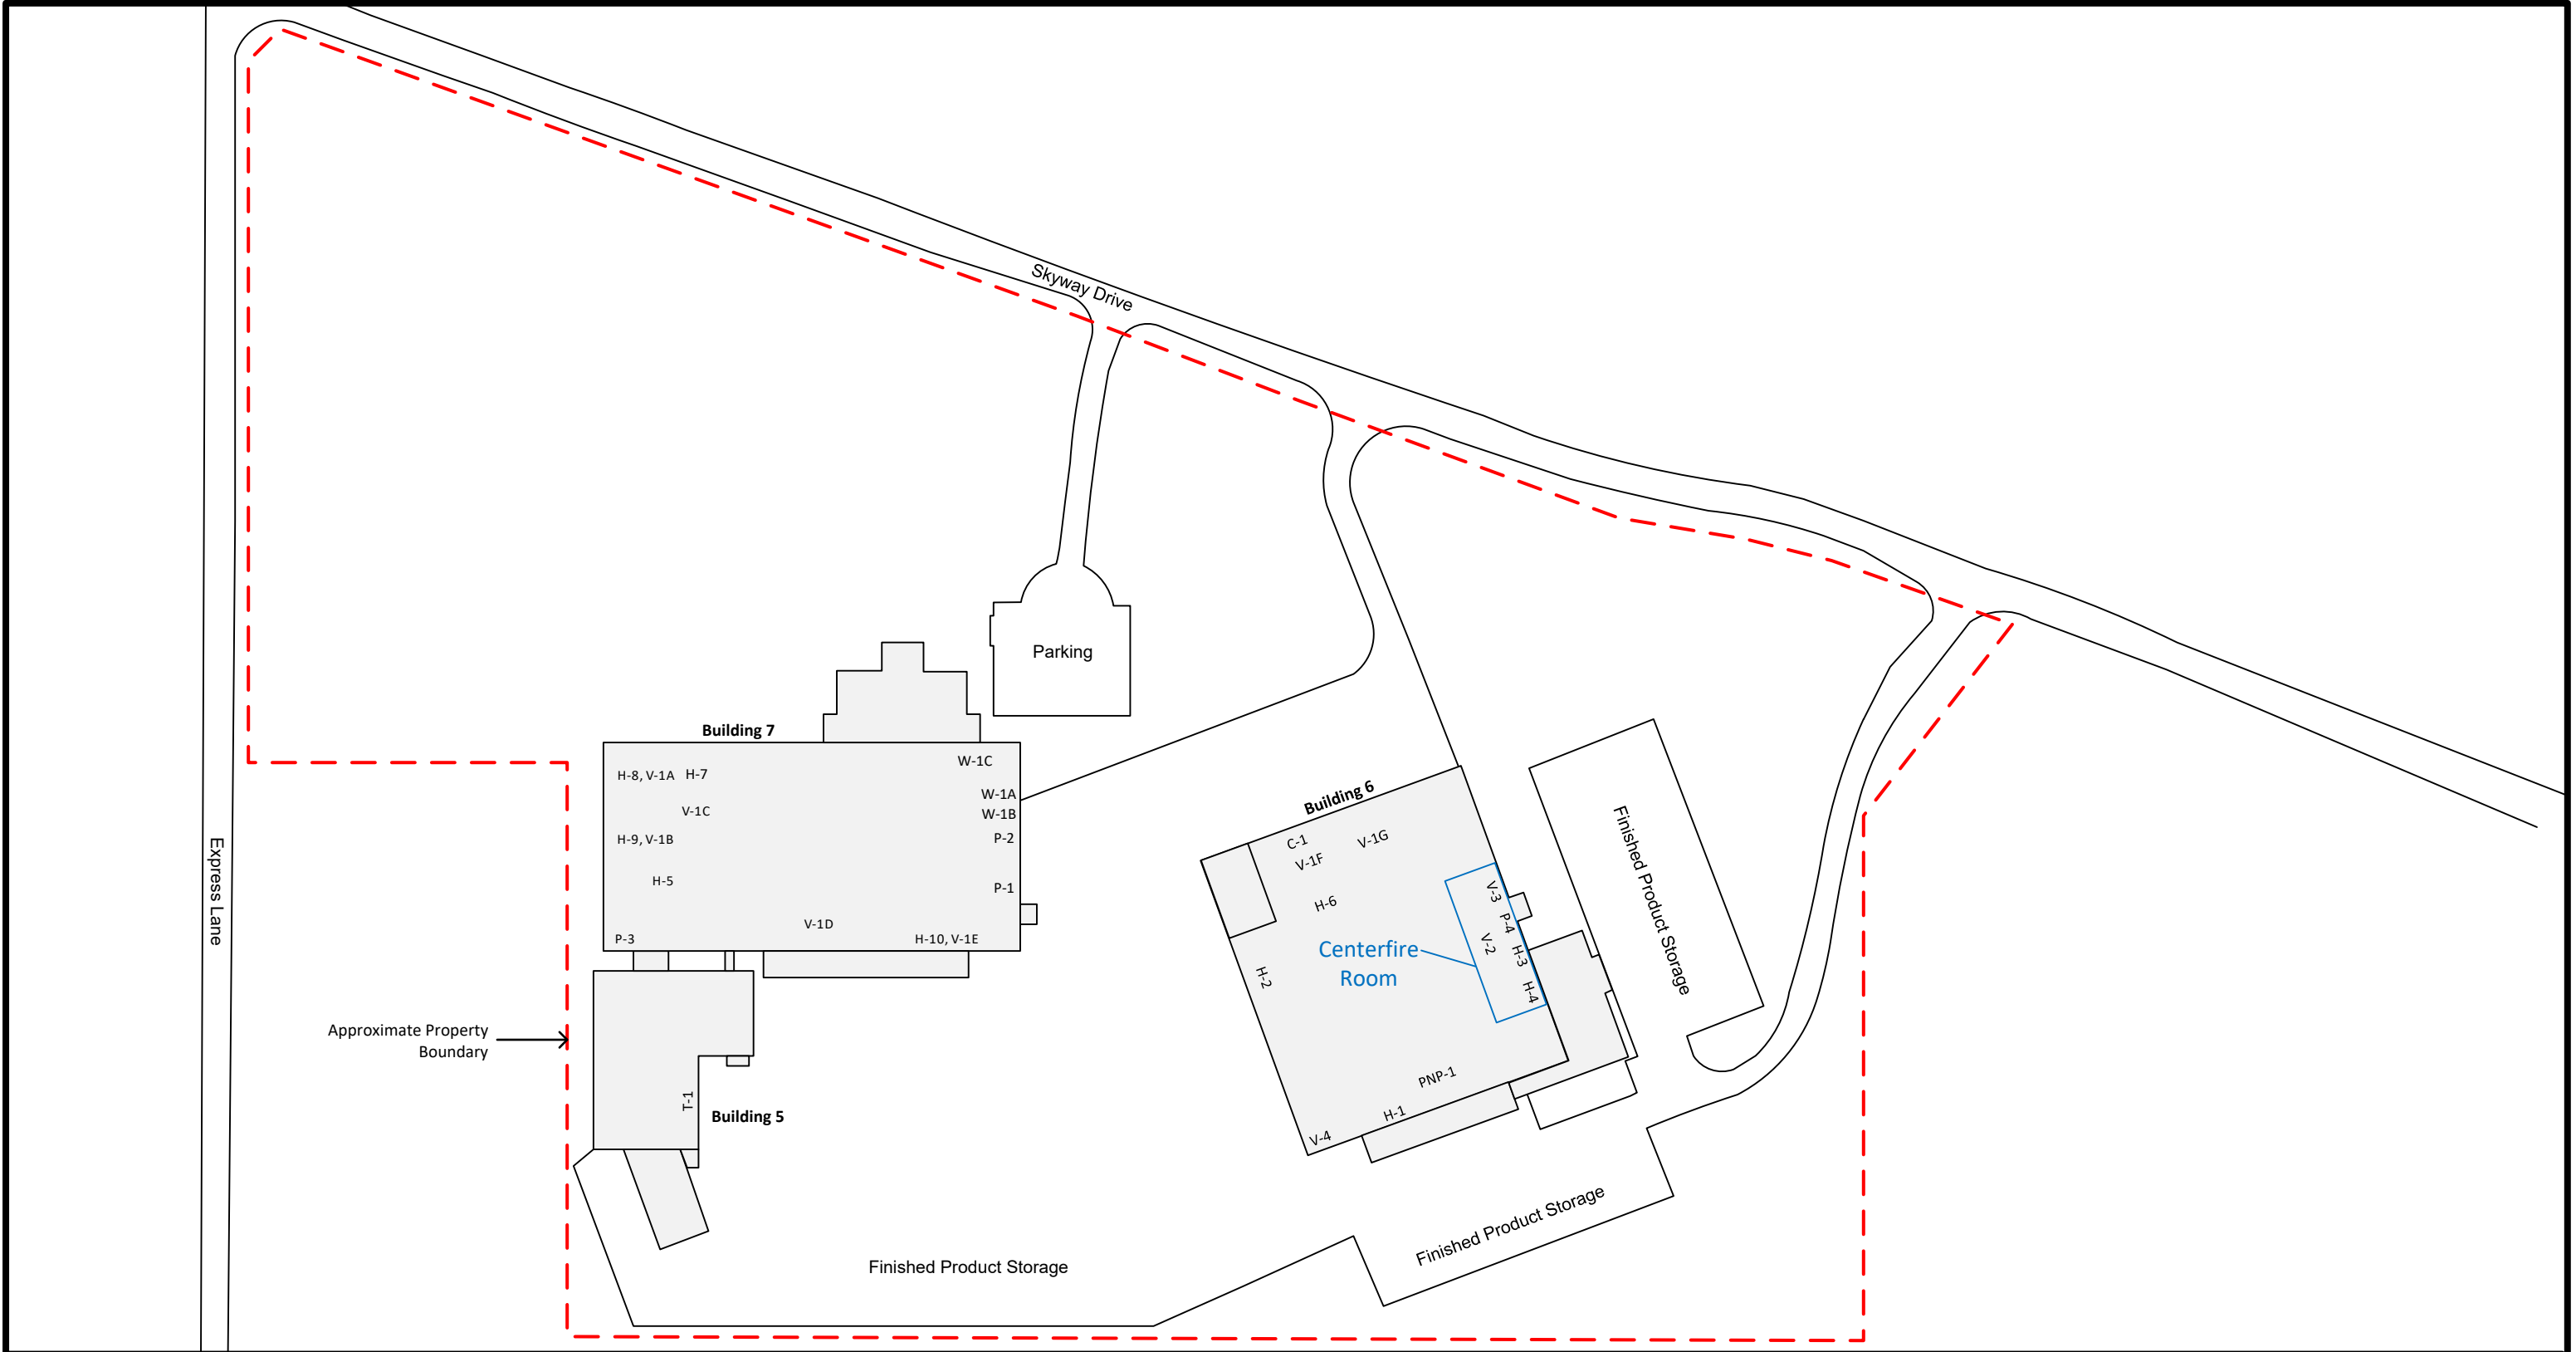 Skyway Drive
Parking
Building 7
W-1C
H-8, V-1A
H-7
W-1A
V-1C
W-1B
H-9, V-1B
P-2
H-5
P-1
V-1D
P-3
H-10, V-1E
Express Lane
Building 6
C-1
V-1G
V-1F
H-6
V-3
P-4
V-2
H-3
H-4
H-2
Centerfire
Room
PNP-1
H-1
V-4
Finished Product Storage
Approximate Property
Boundary
T-1
Building 5
Finished Product Storage
Finished Product Storage